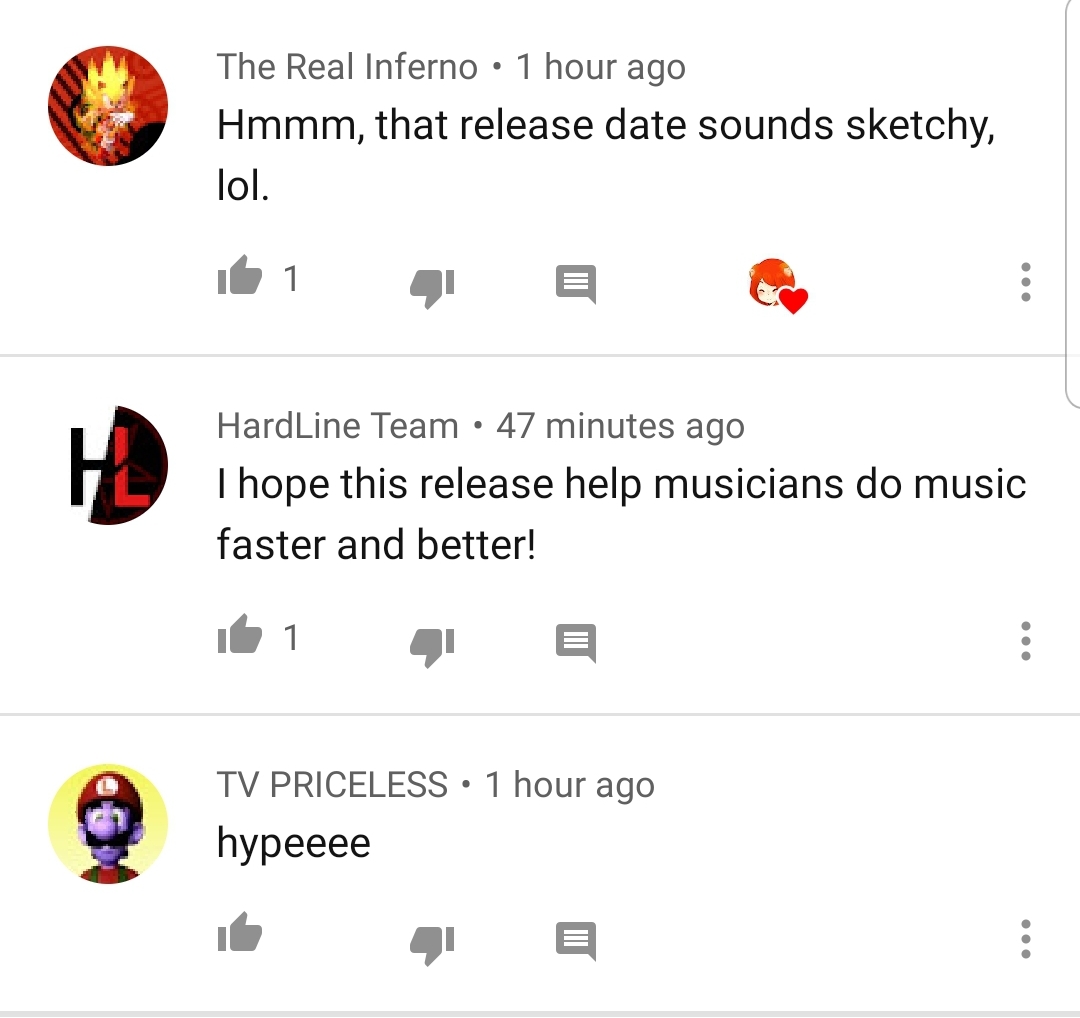 The Real Inferno • 1 hour ago
Hmmm, that release date sounds sketchy,
lol.
1
HL
HardLine Team • 47 minutes ago
I hope this release help musicians do music
faster and better!
1
L
TV PRICELESS • 1 hour ago
hypeeee